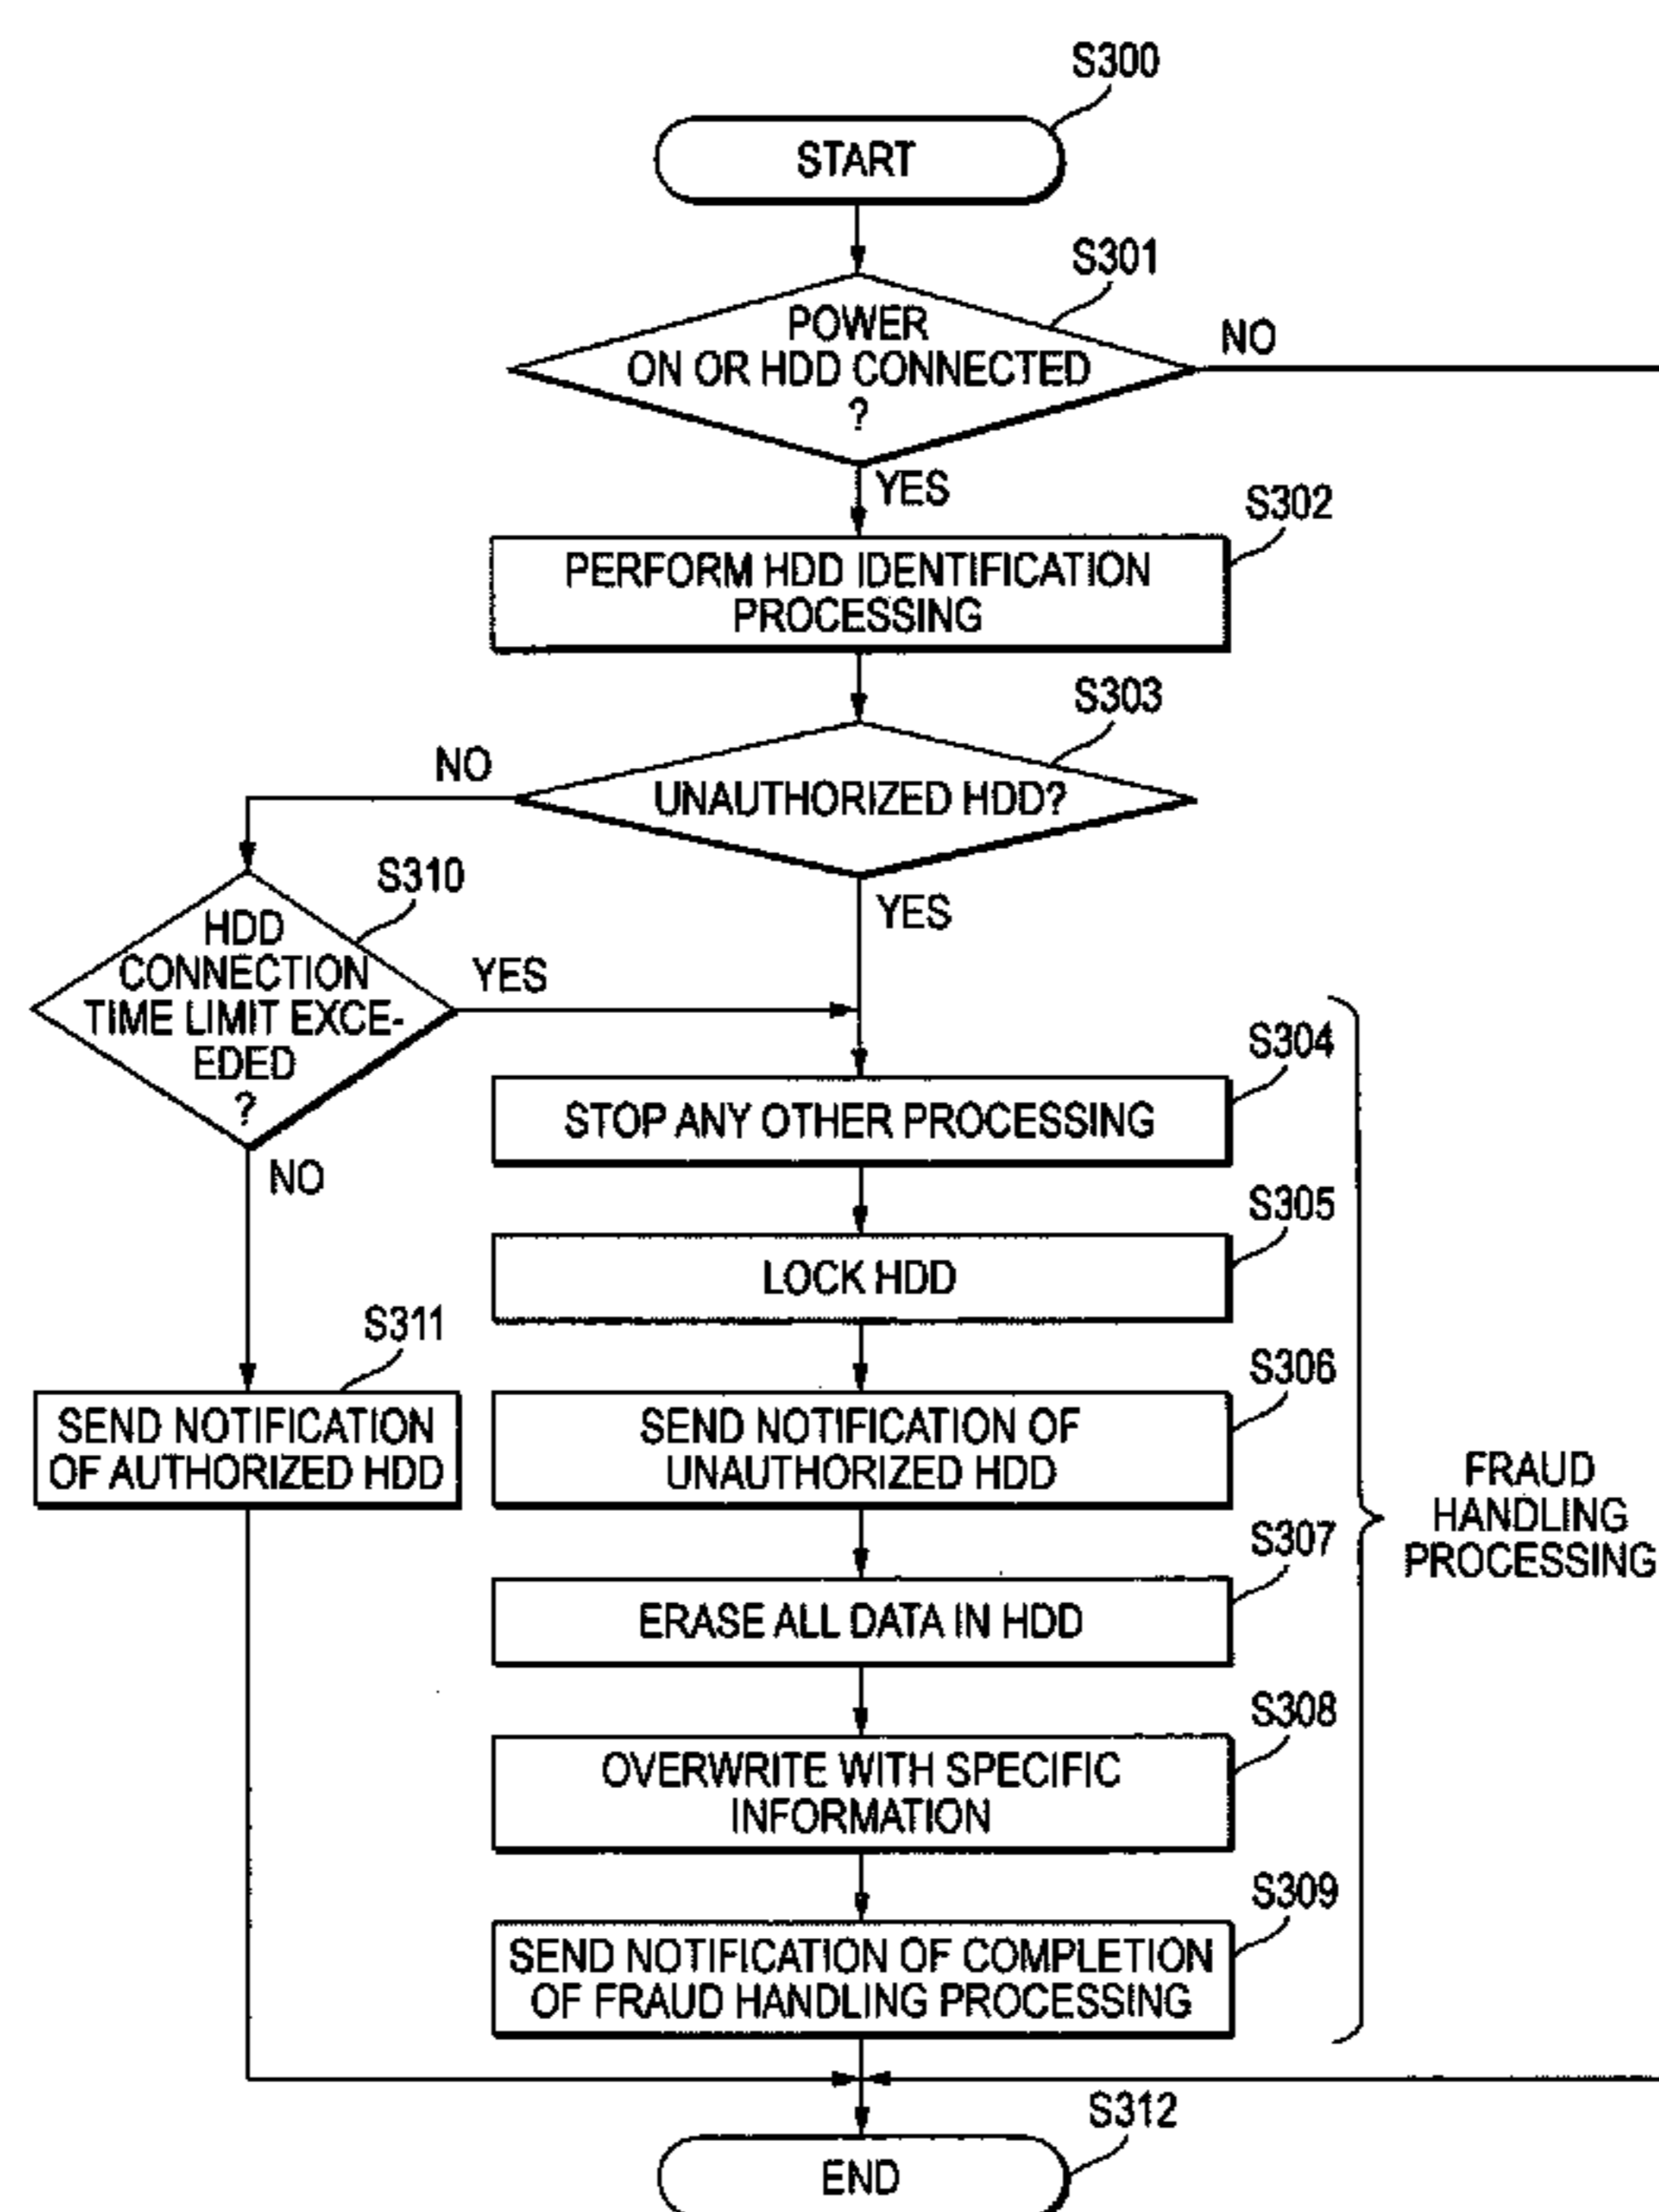 S300
START
S301
POWER
ON OR HDD CONNECTED
?
NO
YES
S302
PERFORM HDD IDENTIFICATION
PROCESSING
S303
NO
UNAUTHORIZED HDD?
YES
S310
HDD
CONNECTION
TIME LIMIT EXCE-
EDED
?
YES
NO
S304
STOP ANY OTHER PROCESSING
S305
LOCK HDD
S311
SEND NOTIFICATION
OF AUTHORIZED HDD
S306
SEND NOTIFICATION OF
UNAUTHORIZED HDD
FRAUD
HANDLING
PROCESSING
S307
ERASE ALL DATA IN HDD
S308
OVERWRITE WITH SPECIFIC
INFORMATION
S309
SEND NOTIFICATION OF COMPLETION
OF FRAUD HANDLING PROCESSING
S312
END